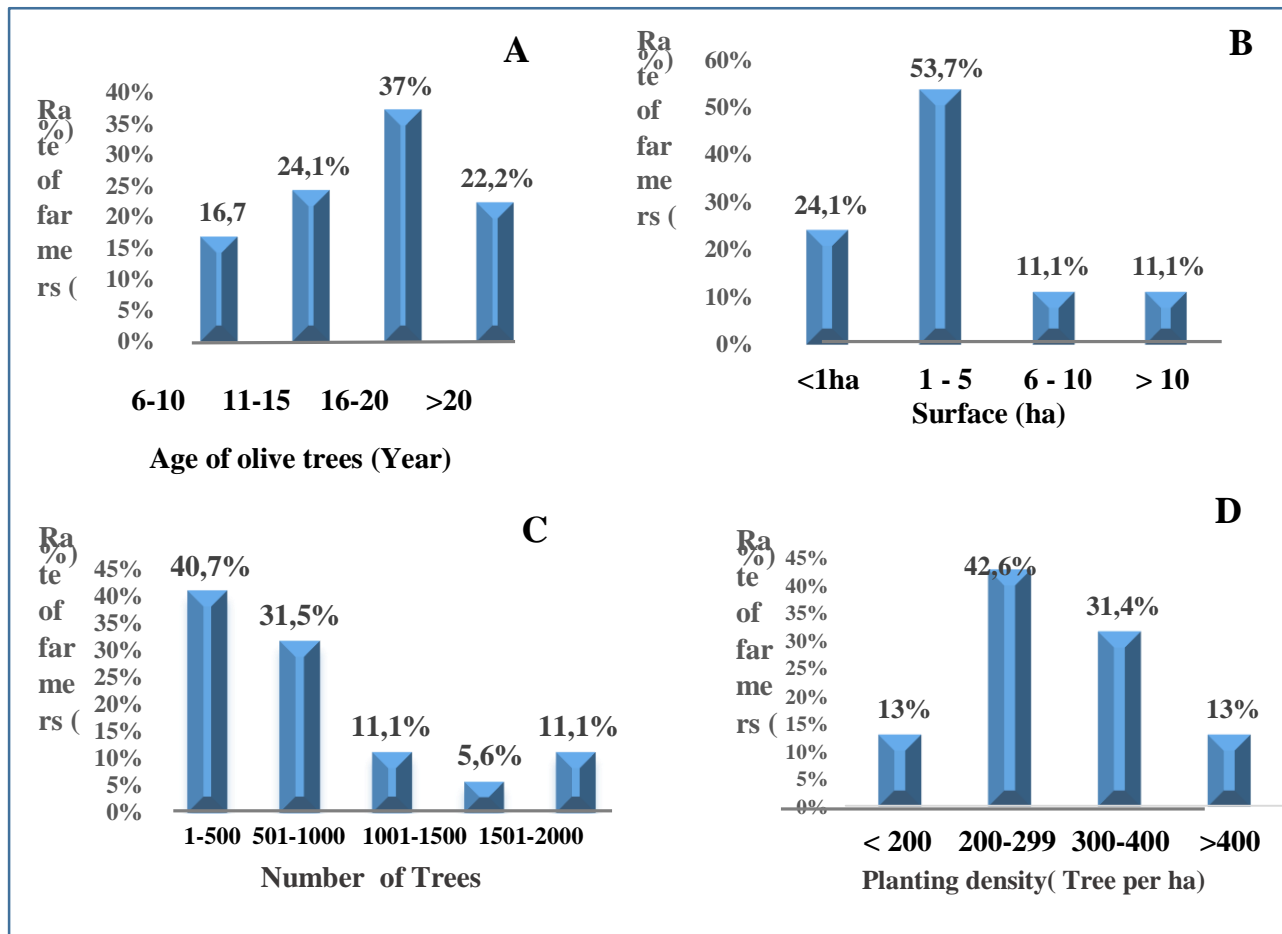 A
Ra
%)
te
of
far
me
rs (
40%
35%
30%
25%
20%
15%
10%
5%
0%
16,7
24,1%
37%
22,2%
6-10 11-15 16-20 >20
Age of olive trees (Year)
B
Ra
%)
te
of
far
me
rs (
60%
50%
40%
30%
20%
10%
0%
24,1%
53,7%
11,1%
11,1%
<1ha 1 - 5 6 - 10 > 10
Surface (ha)
C
Ra
%)
te
of
far
me
rs (
45%
40%
35%
30%
25%
20%
15%
10%
5%
0%
40,7%
31,5%
11,1%
5,6%
11,1%
1-500 501-1000 1001-1500 1501-2000
Number of Trees
D
Ra
%)
te
of
far
me
rs (
45%
40%
35%
30%
25%
20%
15%
10%
5%
0%
13%
42,6%
31,4%
13%
< 200 200-299 300-400 >400
Planting density( Tree per ha)